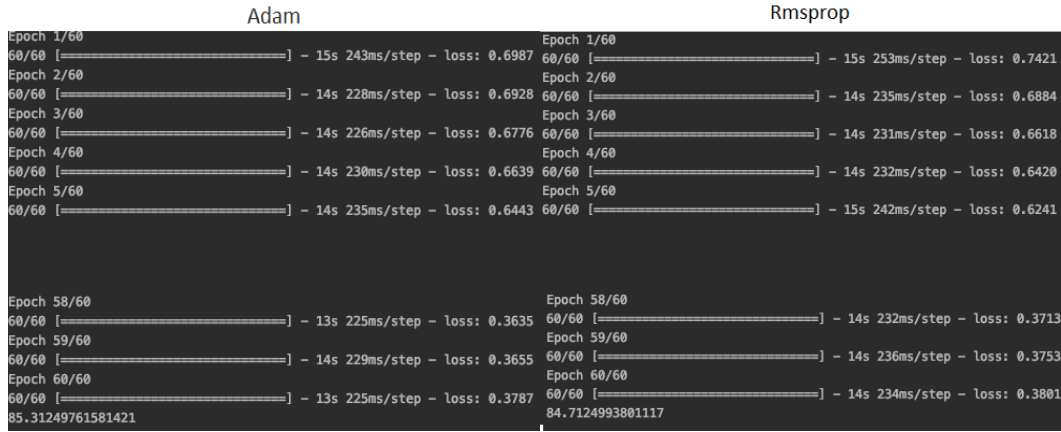 Adam
Epoch 1/60
60/60 [==============================] - 15s 243ms/step - loss: 0.6987
Epoch 2/60
60/60 [==============================] - 14s 228ms/step - loss: 0.6928
Epoch 3/60
60/60 [==============================] - 14s 226ms/step - loss: 0.6776
Epoch 4/60
60/60 [==============================] - 14s 230ms/step - loss: 0.6639
Epoch 5/60
60/60 [==============================] - 14s 235ms/step - loss: 0.6443
Epoch 58/60
60/60 [==============================] - 13s 225ms/step - loss: 0.3635
Epoch 59/60
60/60 [==============================] - 14s 229ms/step - loss: 0.3655
Epoch 60/60
60/60 [==============================] - 13s 225ms/step - loss: 0.3787
85.31249761581421
Rmsprop
Epoch 1/60
60/60 [==============================] - 15s 253ms/step - loss: 0.7421
Epoch 2/60
60/60 [==============================] - 14s 235ms/step - loss: 0.6884
Epoch 3/60
60/60 [==============================] - 14s 231ms/step - loss: 0.6618
Epoch 4/60
60/60 [==============================] - 14s 232ms/step - loss: 0.6420
Epoch 5/60
60/60 [==============================] - 15s 242ms/step - loss: 0.6241
Epoch 58/60
60/60 [==============================] - 14s 232ms/step - loss: 0.3713
Epoch 59/60
60/60 [==============================] - 14s 236ms/step - loss: 0.3753
Epoch 60/60
60/60 [==============================] - 14s 234ms/step - loss: 0.3801
84.7124993801117